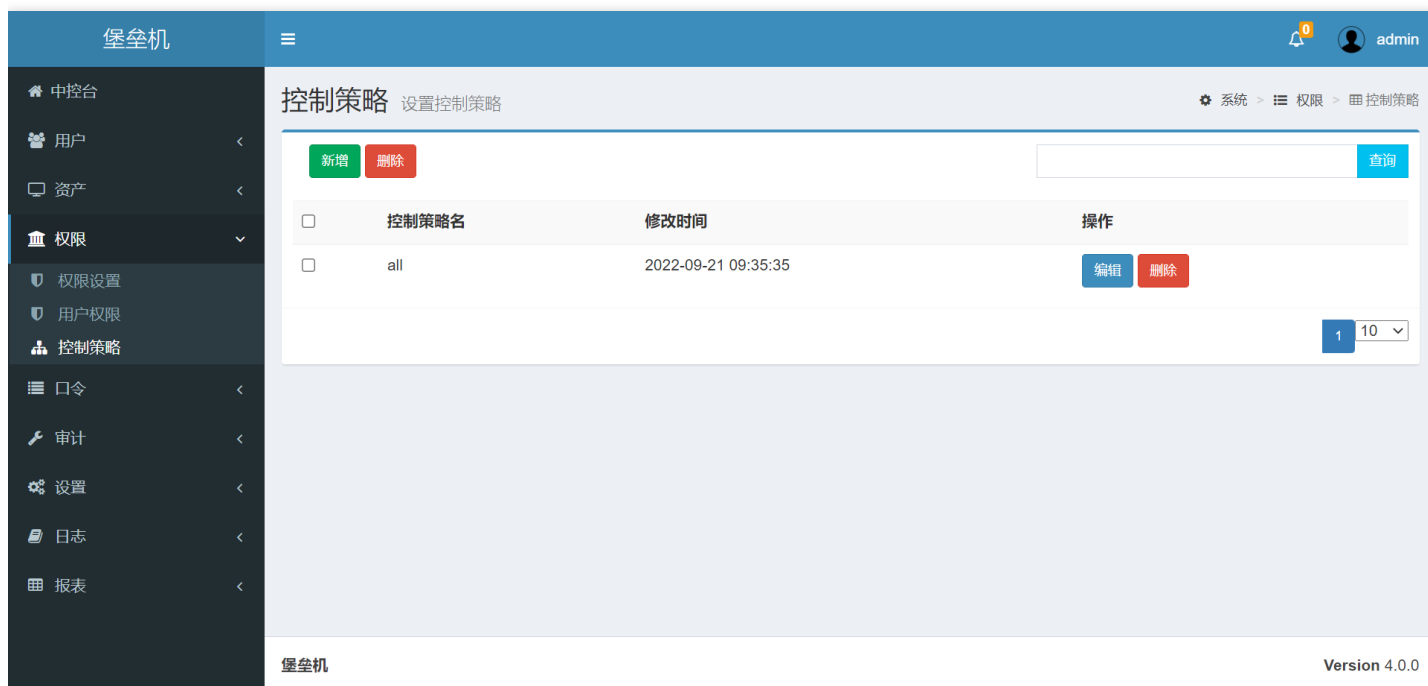 堡垒机
0
admin
中控台
用户
资产
权限
权限设置
用户权限
控制策略
口令
审计
设置
日志
报表
控制策略 设置控制策略
系统 > 权限 > 控制策略
新增 删除
查询
控制策略名 修改时间 操作
all 2022-09-21 09:35:35 编辑 删除
1 10
堡垒机
Version 4.0.0